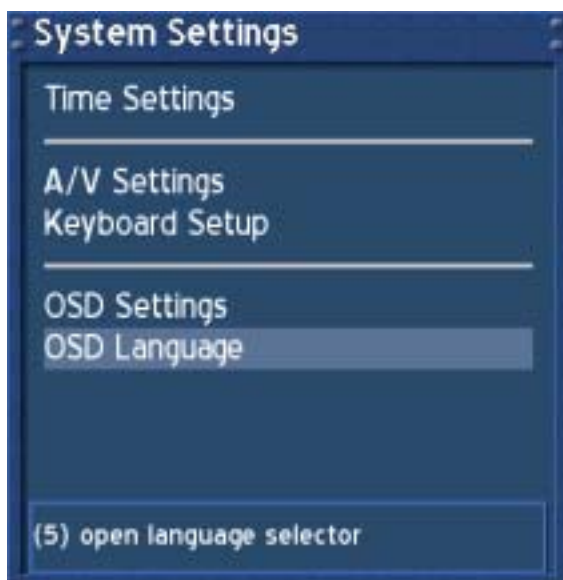 System Settings
Time Settings
A/V Settings
Keyboard Setup
OSD Settings
OSD Language
(5) open language selector